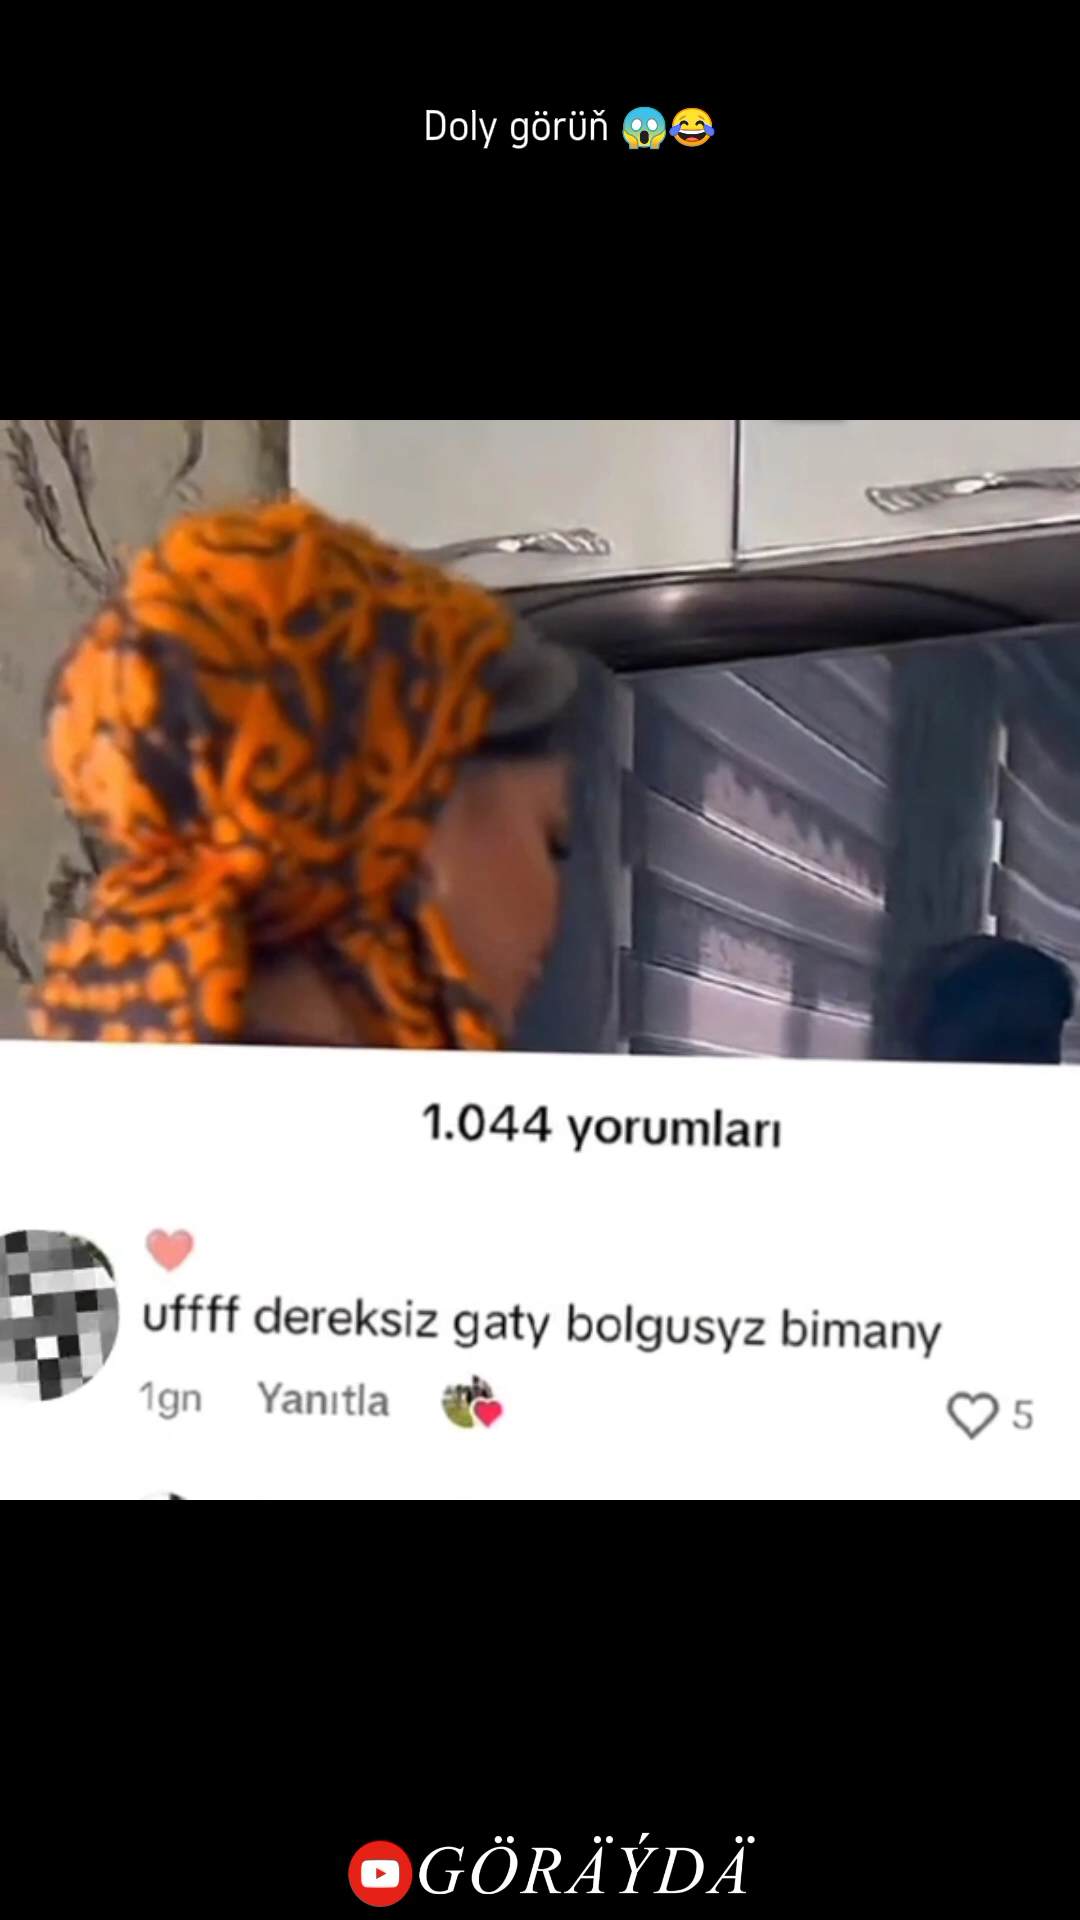 Doly görüň 😱😂
1.044 yorumları
uffff dereksiz gaty bolgusyz bimany
1gn Yanıtla 5
GÖRÄÝDÄ